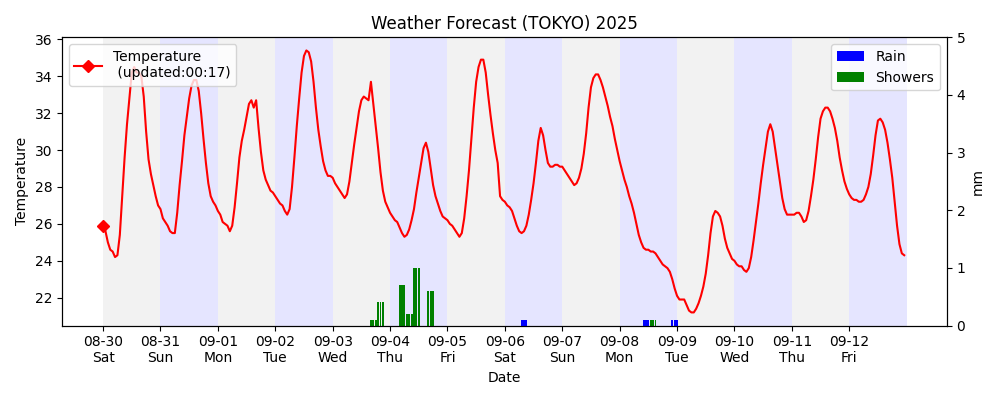 Weather Forecast (TOKYO) 2025
Temperature
(updated:00:17)
Rain
Showers
Temperature
36
34
32
30
28
26
24
22
5
4
3
2
1
0
mm
08-30 08-31 09-01 09-02 09-03 09-04 09-05 09-06 09-07 09-08 09-09 09-10 09-11 09-12
Sat Sun Mon Tue Wed Thu Fri Sat Sun Mon Tue Wed Thu Fri
Date